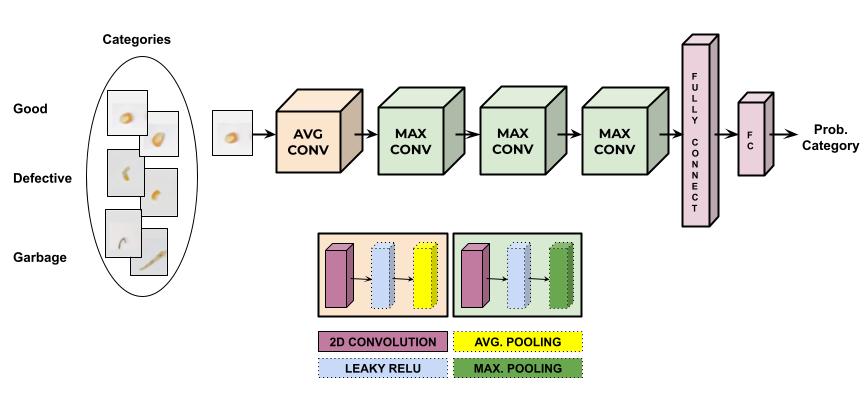 Categories
Good
Defective
Garbage
AVG
CONV
MAX
CONV
MAX
CONV
MAX
CONV
FULLY CONNECT
FC
Prob.
Category
2D CONVOLUTION
AVG. POOLING
LEAKY RELU
MAX. POOLING